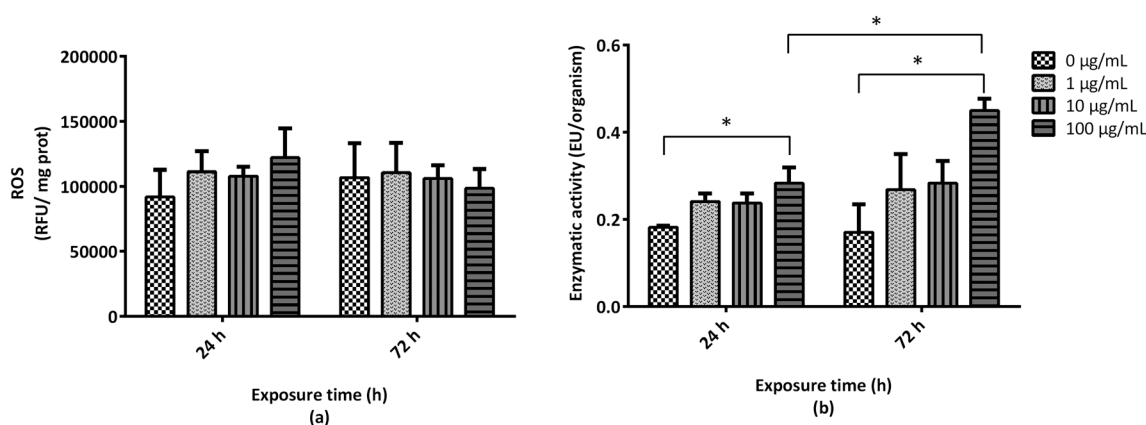 ROS
(RFU/ mg prot)
200000
150000
100000
50000
0
24 h
72 h
Exposure time (h)
(a)
Enzymatic activity (EU/organism)
0.6
0.4
0.2
0.0
*
*
*
24 h
72 h
Exposure time (h)
(b)
0 µg/mL
1 µg/mL
10 µg/mL
100 µg/mL